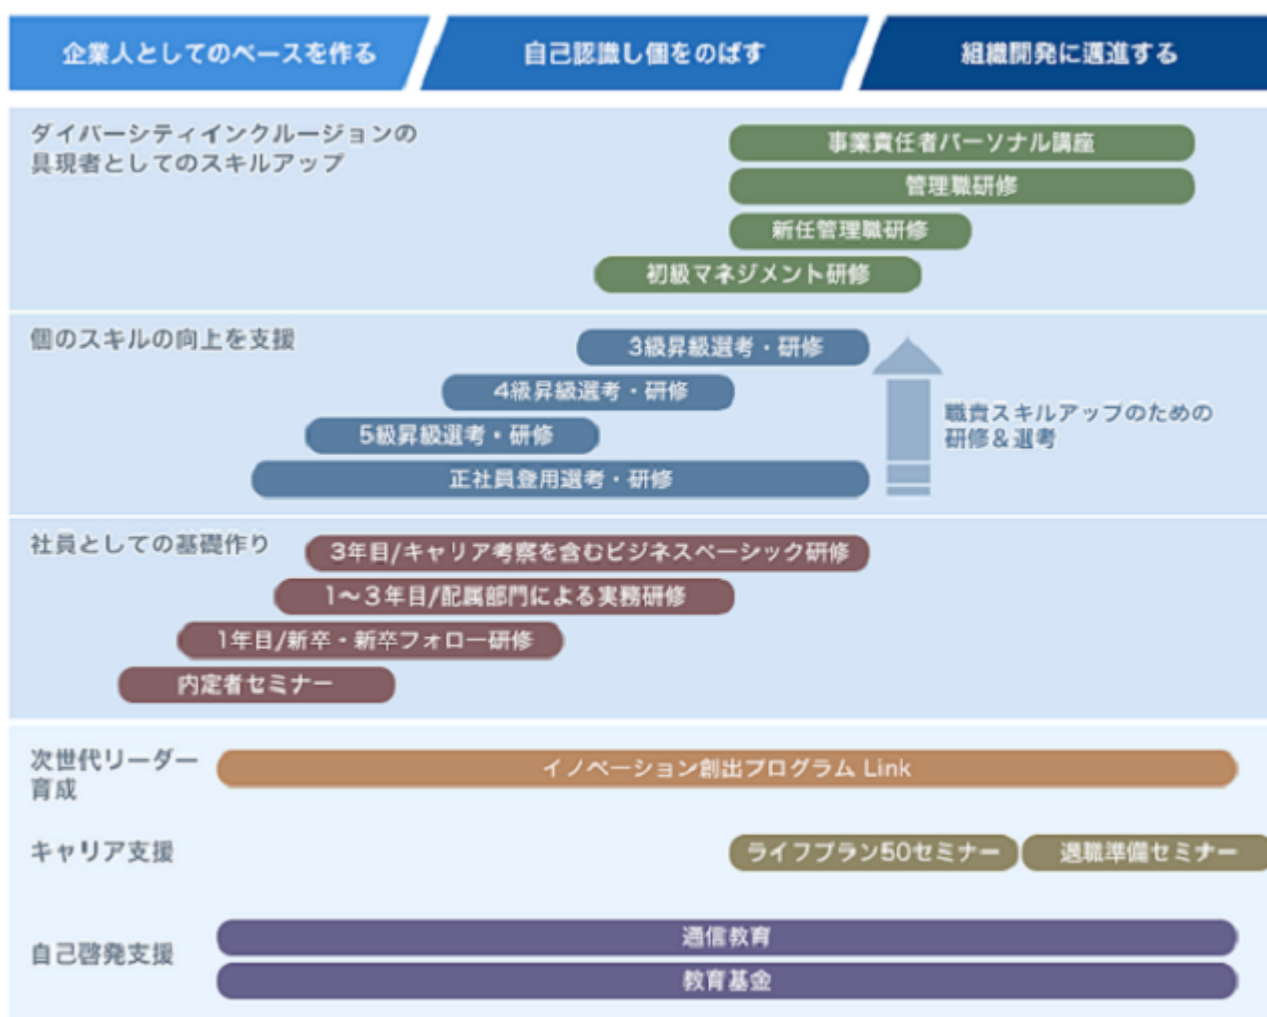 企業人としてのベースを作る
自己認識し個をのばす
組織開発に邁進する
ダイバーシティインクルージョンの
具現者としてのスキルアップ
事業責任者パーソナル講座
管理職研修
新任管理職研修
初級マネジメント研修
個のスキルの向上を支援
3級昇級選考・研修
4級昇級選考・研修
5級昇級選考・研修
正社員登用選考・研修
職責スキルアップのための
研修&選考
社員としての基礎作り
3年目/キャリア考察を含むビジネスベーシック研修
1〜3年目/配属部門による実務研修
1年目/新卒・新卒フォロー研修
内定者セミナー
次世代リーダー
育成
イノベーション創出プログラム Link
キャリア支援
ライフプラン50セミナー
退職準備セミナー
自己啓発支援
通信教育
教育基金